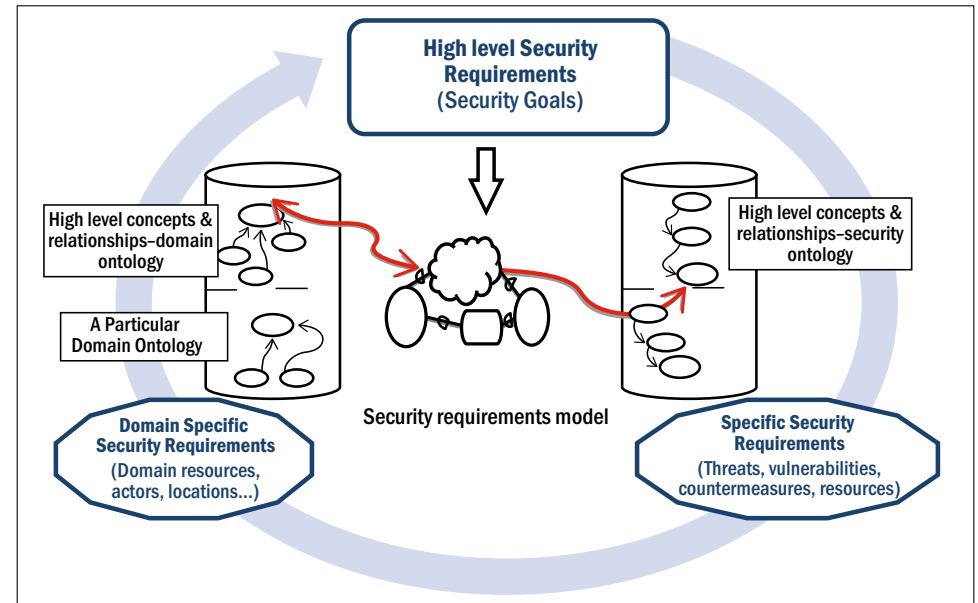 High level Security
Requirements
(Security Goals)
High level concepts &
relationships–domain
ontology
High level concepts &
relationships–security
ontology
A Particular
Domain Ontology
Security requirements model
Domain Specific
Security Requirements
(Domain resources,
actors, locations...)
Specific Security
Requirements
(Threats, vulnerabilities,
countermeasures, resources)